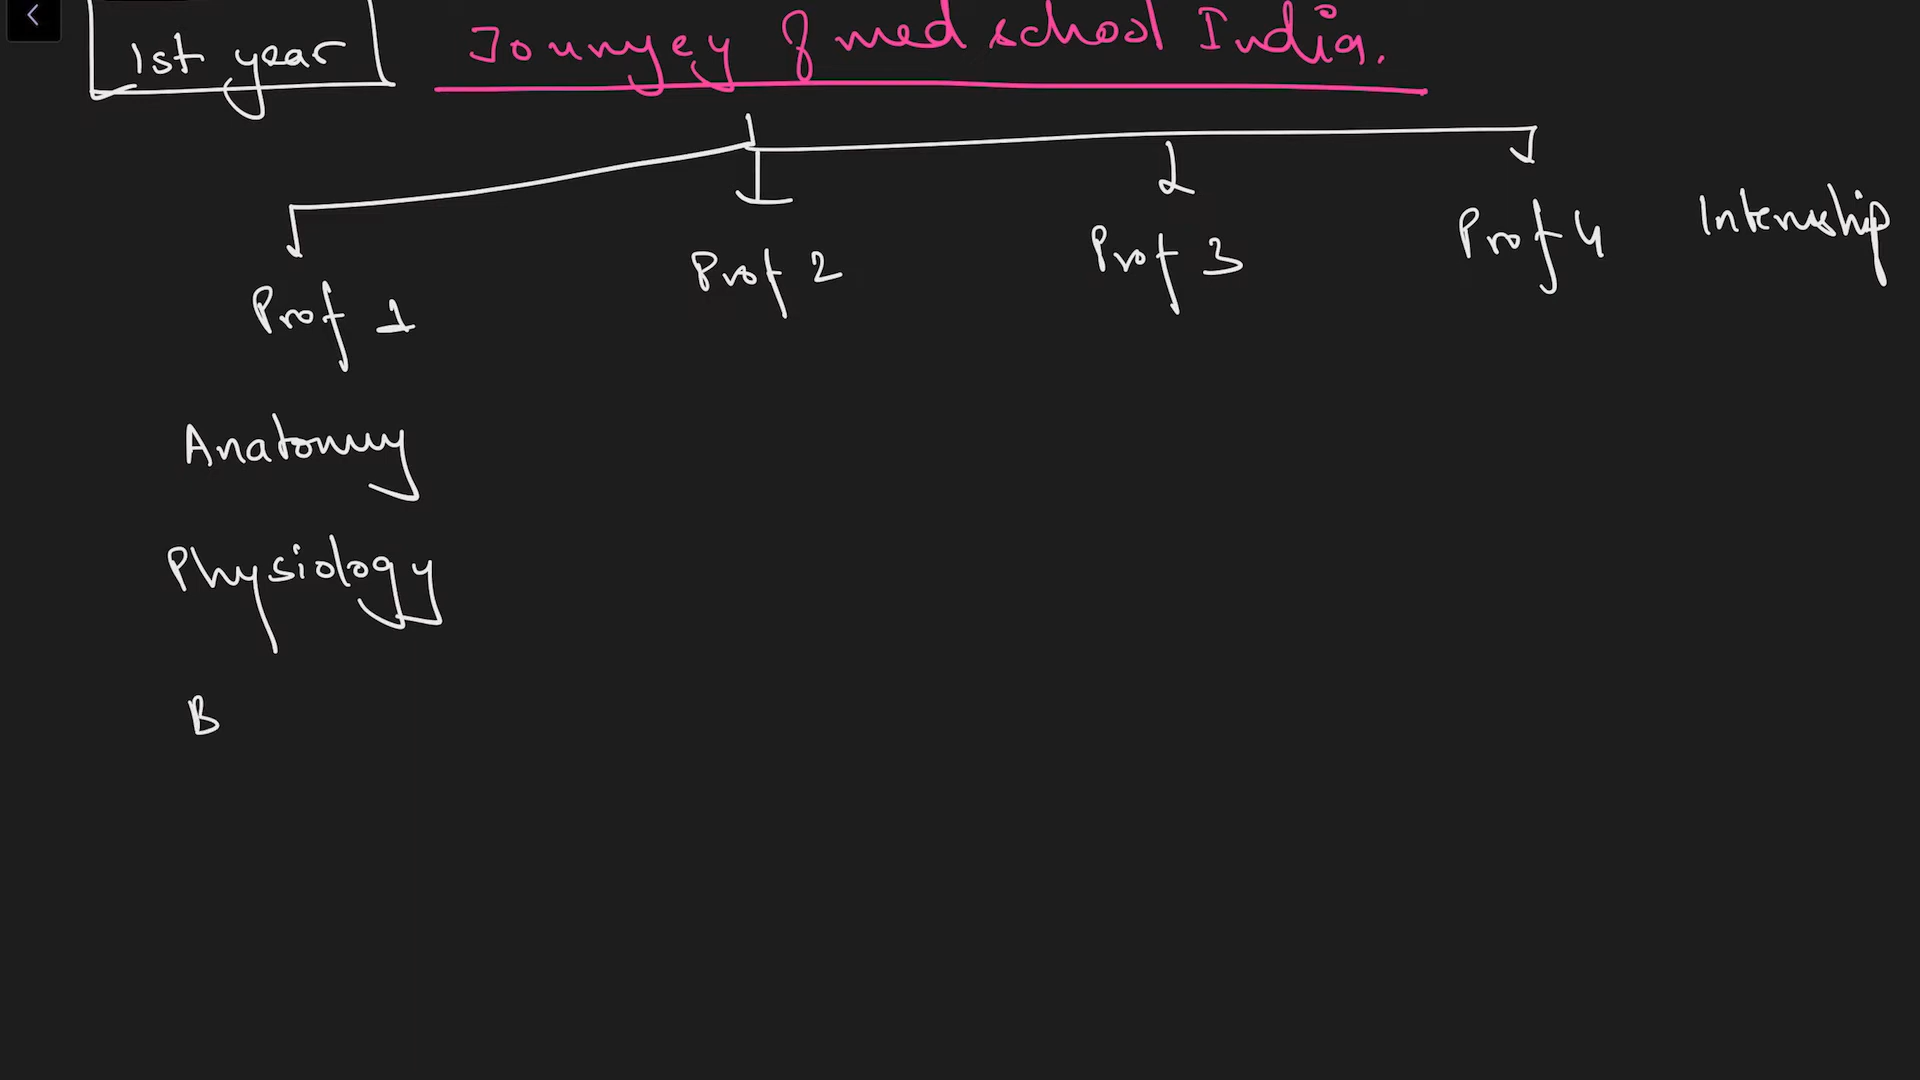 1st year
Jounyey of med school India.
Prof 1
Prof 2
Prof 3
Prof 4
Internship
Anatomy
Physiology
B